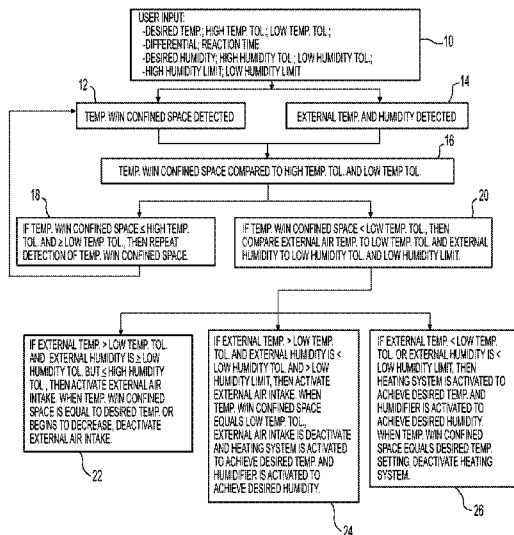 USER INPUT:
-DESIRED TEMP.; HIGH TEMP. TOL.; LOW TEMP. TOL.;
-DIFFERENTIAL; REACTION TIME
-DESIRED HUMIDITY; HIGH HUMIDITY TOL.; LOW HUMIDITY TOL.;
-HIGH HUMIDITY LIMIT; LOW HUMIDITY LIMIT
10
12
TEMP. W/IN CONFINED SPACE DETECTED
14
EXTERNAL TEMP. AND HUMIDITY DETECTED
16
TEMP. W/IN CONFINED SPACE COMPARED TO HIGH TEMP. TOL. AND LOW TEMP. TOL.
18
IF TEMP. W/IN CONFINED SPACE ≤ HIGH TEMP.
TOL. AND ≥ LOW TEMP. TOL., THEN REPEAT
DETECTION OF TEMP. W/IN CONFINED SPACE.
20
IF TEMP. W/IN CONFINED SPACE < LOW TEMP. TOL., THEN
COMPARE EXTERNAL AIR TEMP. TO LOW TEMP. TOL. AND EXTERNAL
HUMIDITY TO LOW HUMIDITY TOL. AND LOW HUMIDITY LIMIT.
IF EXTERNAL TEMP. > LOW TEMP. TOL.
AND EXTERNAL HUMIDITY IS ≥ LOW
HUMIDITY TOL. BUT ≤ HIGH HUMIDITY
TOL., THEN ACTIVATE EXTERNAL AIR
INTAKE. WHEN TEMP. W/IN CONFINED
SPACE IS EQUAL TO DESIRED TEMP. OR
BEGINS TO DECREASE, DEACTIVATE
EXTERNAL AIR INTAKE.
22
IF EXTERNAL TEMP. > LOW TEMP.
TOL. AND EXTERNAL HUMIDITY IS <
LOW HUMIDITY TOL. AND > LOW
HUMIDITY LIMIT, THEN ACTIVATE
EXTERNAL AIR INTAKE. WHEN
TEMP. W/IN CONFINED SPACE
EQUALS LOW TEMP. TOL.,
EXTERNAL AIR INTAKE IS DEACTIVATE
AND HEATING SYSTEM IS ACTIVATED
TO ACHIEVE DESIRED TEMP. AND
HUMIDIFIER IS ACTIVATED TO
ACHIEVE DESIRED HUMIDITY.
24
IF EXTERNAL TEMP. < LOW TEMP.
TOL. OR EXTERNAL HUMIDITY IS <
LOW HUMIDITY LIMIT, THEN
HEATING SYSTEM IS ACTIVATED
TO ACHIEVE DESIRED TEMP. AND
HUMIDIFIER IS ACTIVATED TO
ACHIEVE DESIRED HUMIDITY.
WHEN TEMP. W/IN CONFINED
SPACE EQUALS DESIRED TEMP.
SETTING, DEACTIVATE HEATING
SYSTEM.
26